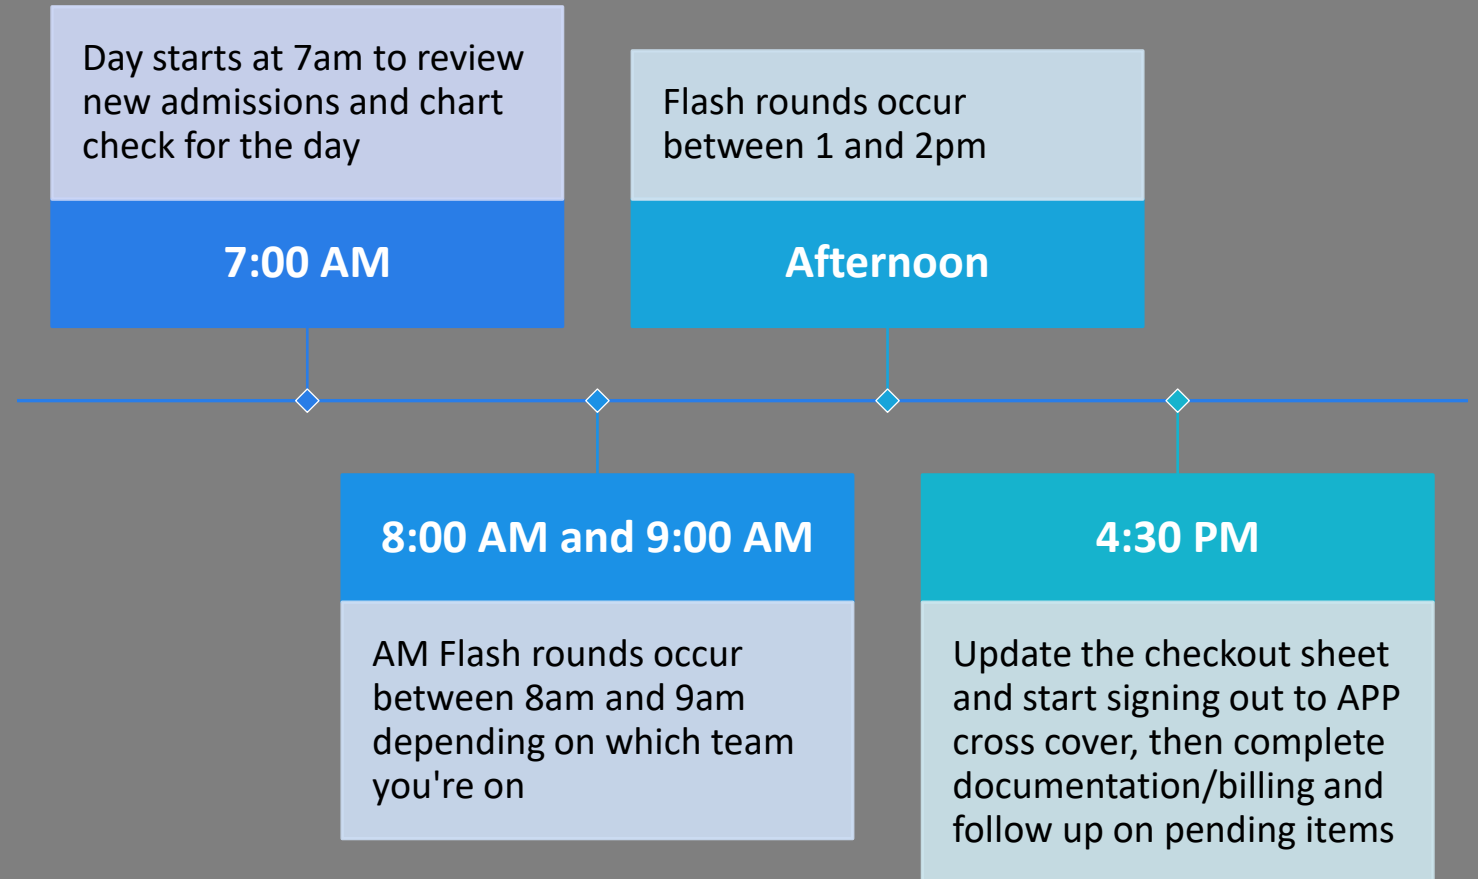 Day starts at 7am to review
new admissions and chart
check for the day
7:00 AM
8:00 AM and 9:00 AM
AM Flash rounds occur
between 8am and 9am
depending on which team
you're on
Flash rounds occur
between 1 and 2pm
Afternoon
4:30 PM
Update the checkout sheet
and start signing out to APP
cross cover, then complete
documentation/billing and
follow up on pending items